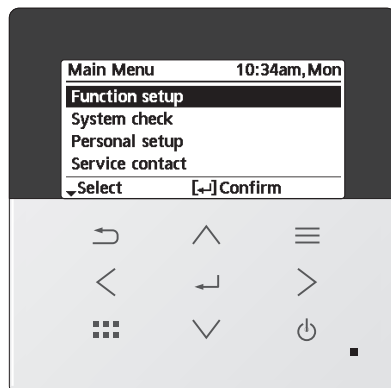 Main Menu 10:34am,Mon
Function setup
System check
Personal setup
Service contact
Select [↵]Confirm